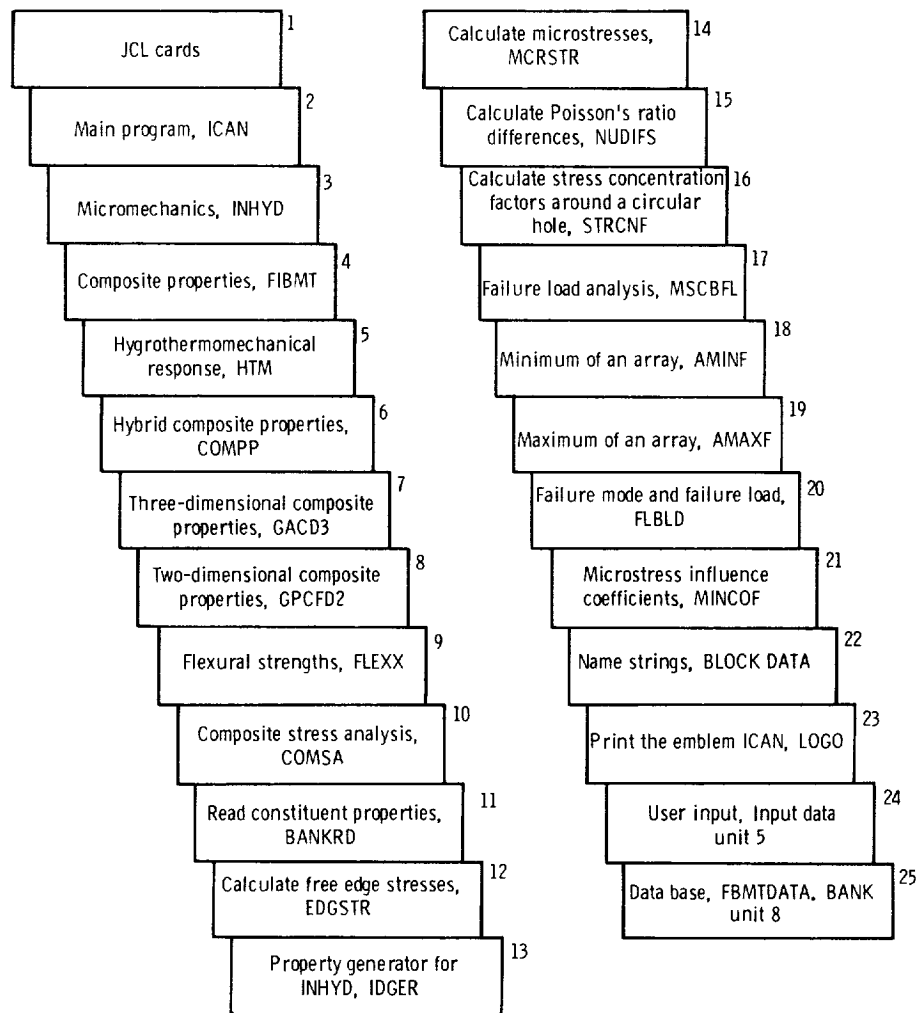 1
JCL cards
2
Main program, ICAN
3
Micromechanics, INHYD
4
Composite properties, FIBMT
5
Hygrothermomechanical
response, HTM
6
Hybrid composite properties,
COMPP
7
Three-dimensional composite
properties, GACD3
8
Two-dimensional composite
properties, GPCFD2
9
Flexural strengths, FLEXX
10
Composite stress analysis,
COMSA
11
Read constituent properties,
BANKRD
12
Calculate free edge stresses,
EDGSTR
13
Property generator for
INHYD, IDGER
14
Calculate microstresses,
MCRSTR
15
Calculate Poisson's ratio
differences, NUDIFS
16
Calculate stress concentration
factors around a circular
hole, STRCNF
17
Failure load analysis, MSCBFL
18
Minimum of an array, AMINF
19
Maximum of an array, AMAXF
20
Failure mode and failure load,
FLBLD
21
Microstress influence
coefficients, MINCOF
22
Name strings, BLOCK DATA
23
Print the emblem ICAN, LOGO
24
User input, Input data
unit 5
25
Data base, FBMTDATA, BANK
unit 8